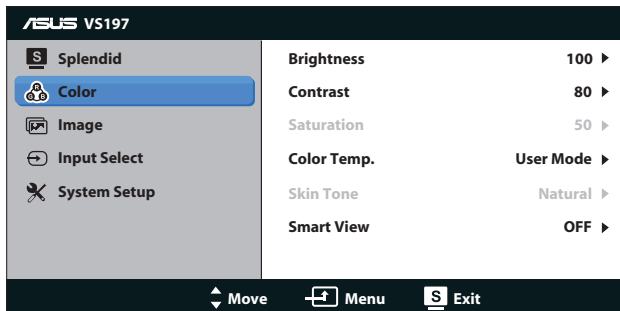 ASUS VS197
S Splendid
R G B Color
Image
Input Select
System Setup
Brightness 100
Contrast 80
Saturation 50
Color Temp. User Mode
Skin Tone Natural
Smart View OFF
Move Menu S Exit